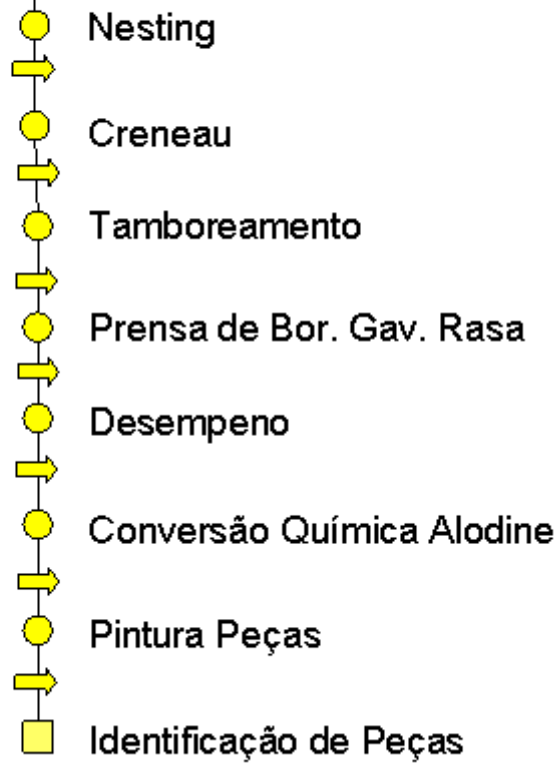 Nesting
Creneau
Tamboreamento
Prensa de Bor. Gav. Rasa
Desempeno
Conversão Química Alodine
Pintura Peças
Identificação de Peças